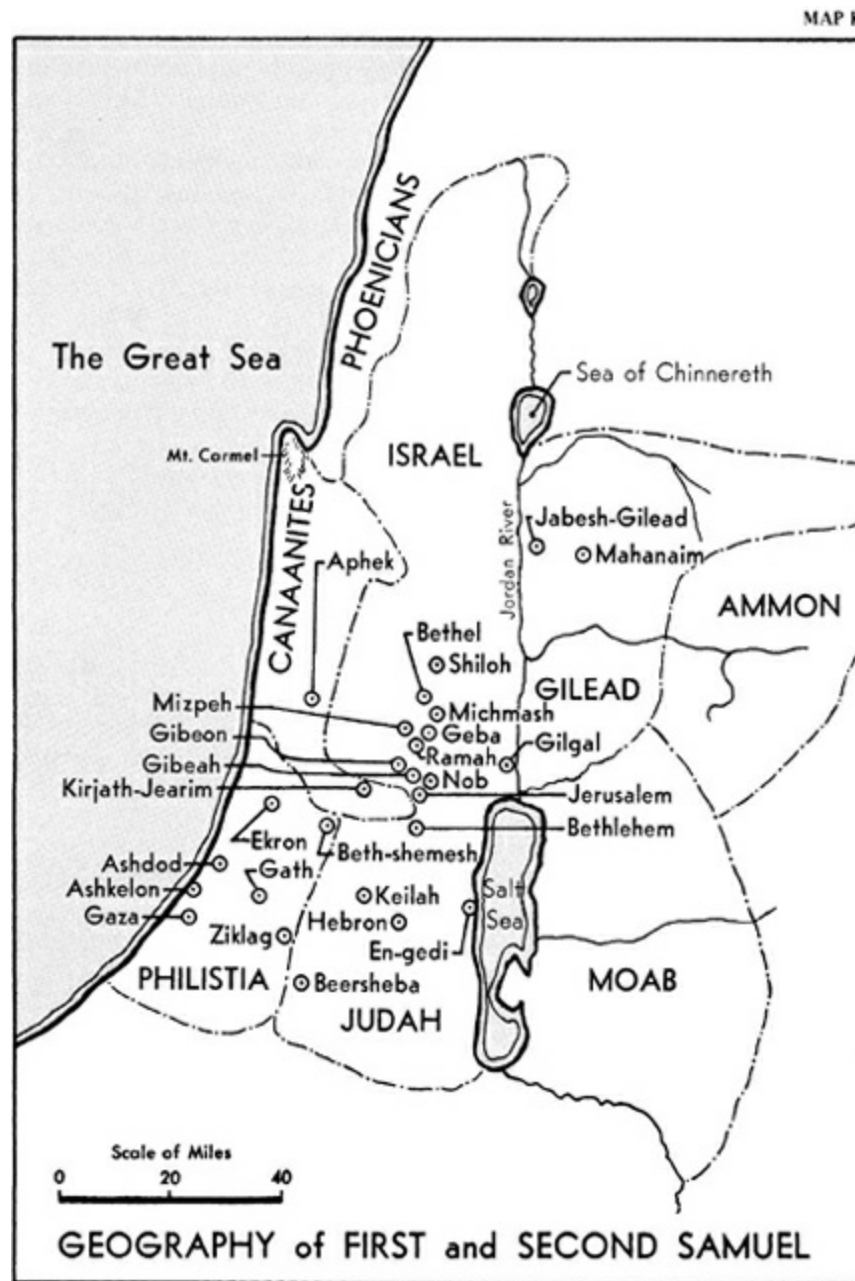 MAP
PHOENICIANS
The Great Sea
Sea of Chinnereth
Mt. Cormel
ISRAEL
CANAANITES
Jordan River
Jabesh-Gilead
Aphek
Mahanaim
AMMON
Bethel
Shiloh
GILEAD
Mizpeh
Michmash
Gibeon
Geba
Gilgal
Ramah
Gibeah
Nob
Kirjath-Jearim
Jerusalem
Bethlehem
Ekron
Beth-shemesh
Ashdod
Gath
Ashkelon
Keilah
Salt
Sea
Gaza
Hebron
Ziklag
En-gedi
PHILISTIA
Beersheba
MOAB
JUDAH
Scale of Miles
0 20 40
GEOGRAPHY of FIRST and SECOND SAMUEL